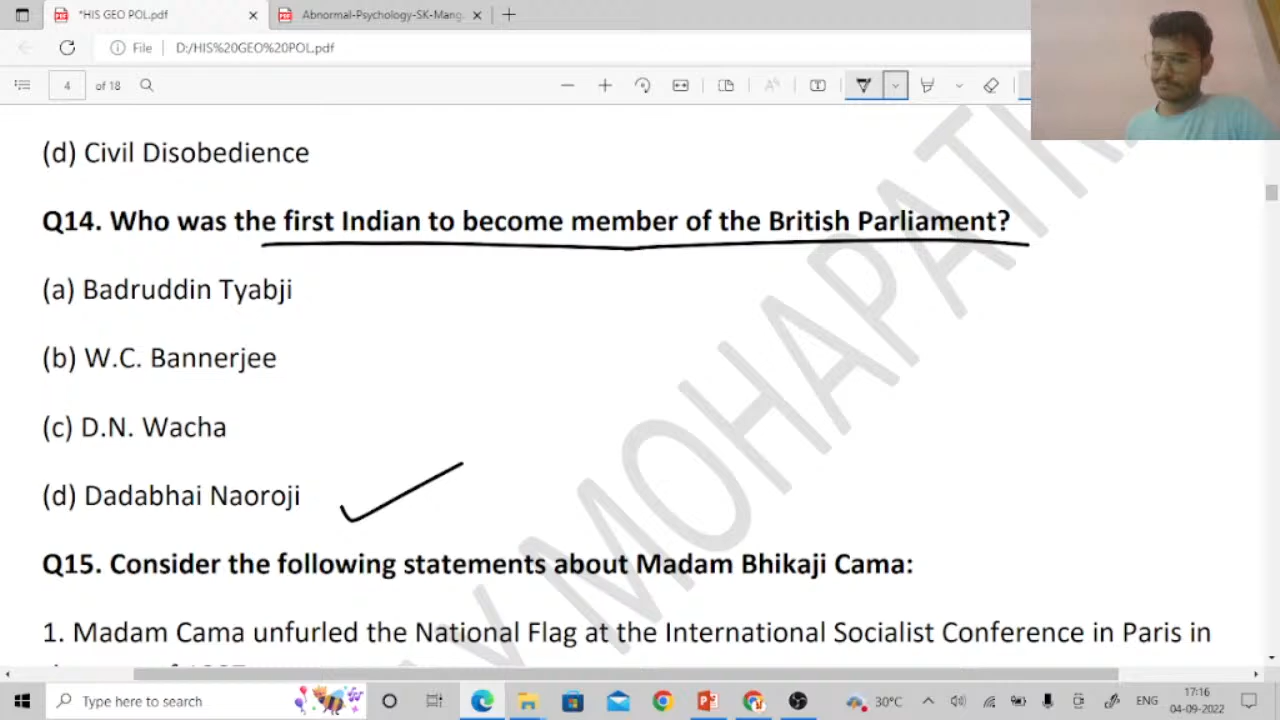 *HIS GEO POL.pdf
Abnormal-Psychology-SK-Mang
File
D:/HIS%20GEO%20POL.pdf
4 of 18
(d) Civil Disobedience
Q14. Who was the first Indian to become member of the British Parliament?
(a) Badruddin Tyabji
(b) W.C. Bannerjee
(c) D.N. Wacha
(d) Dadabhai Naoroji
Q15. Consider the following statements about Madam Bhikaji Cama:
1. Madam Cama unfurled the National Flag at the International Socialist Conference in Paris in
MOHAPATR
Type here to search
30°C
ENG
17:16
04-09-2022